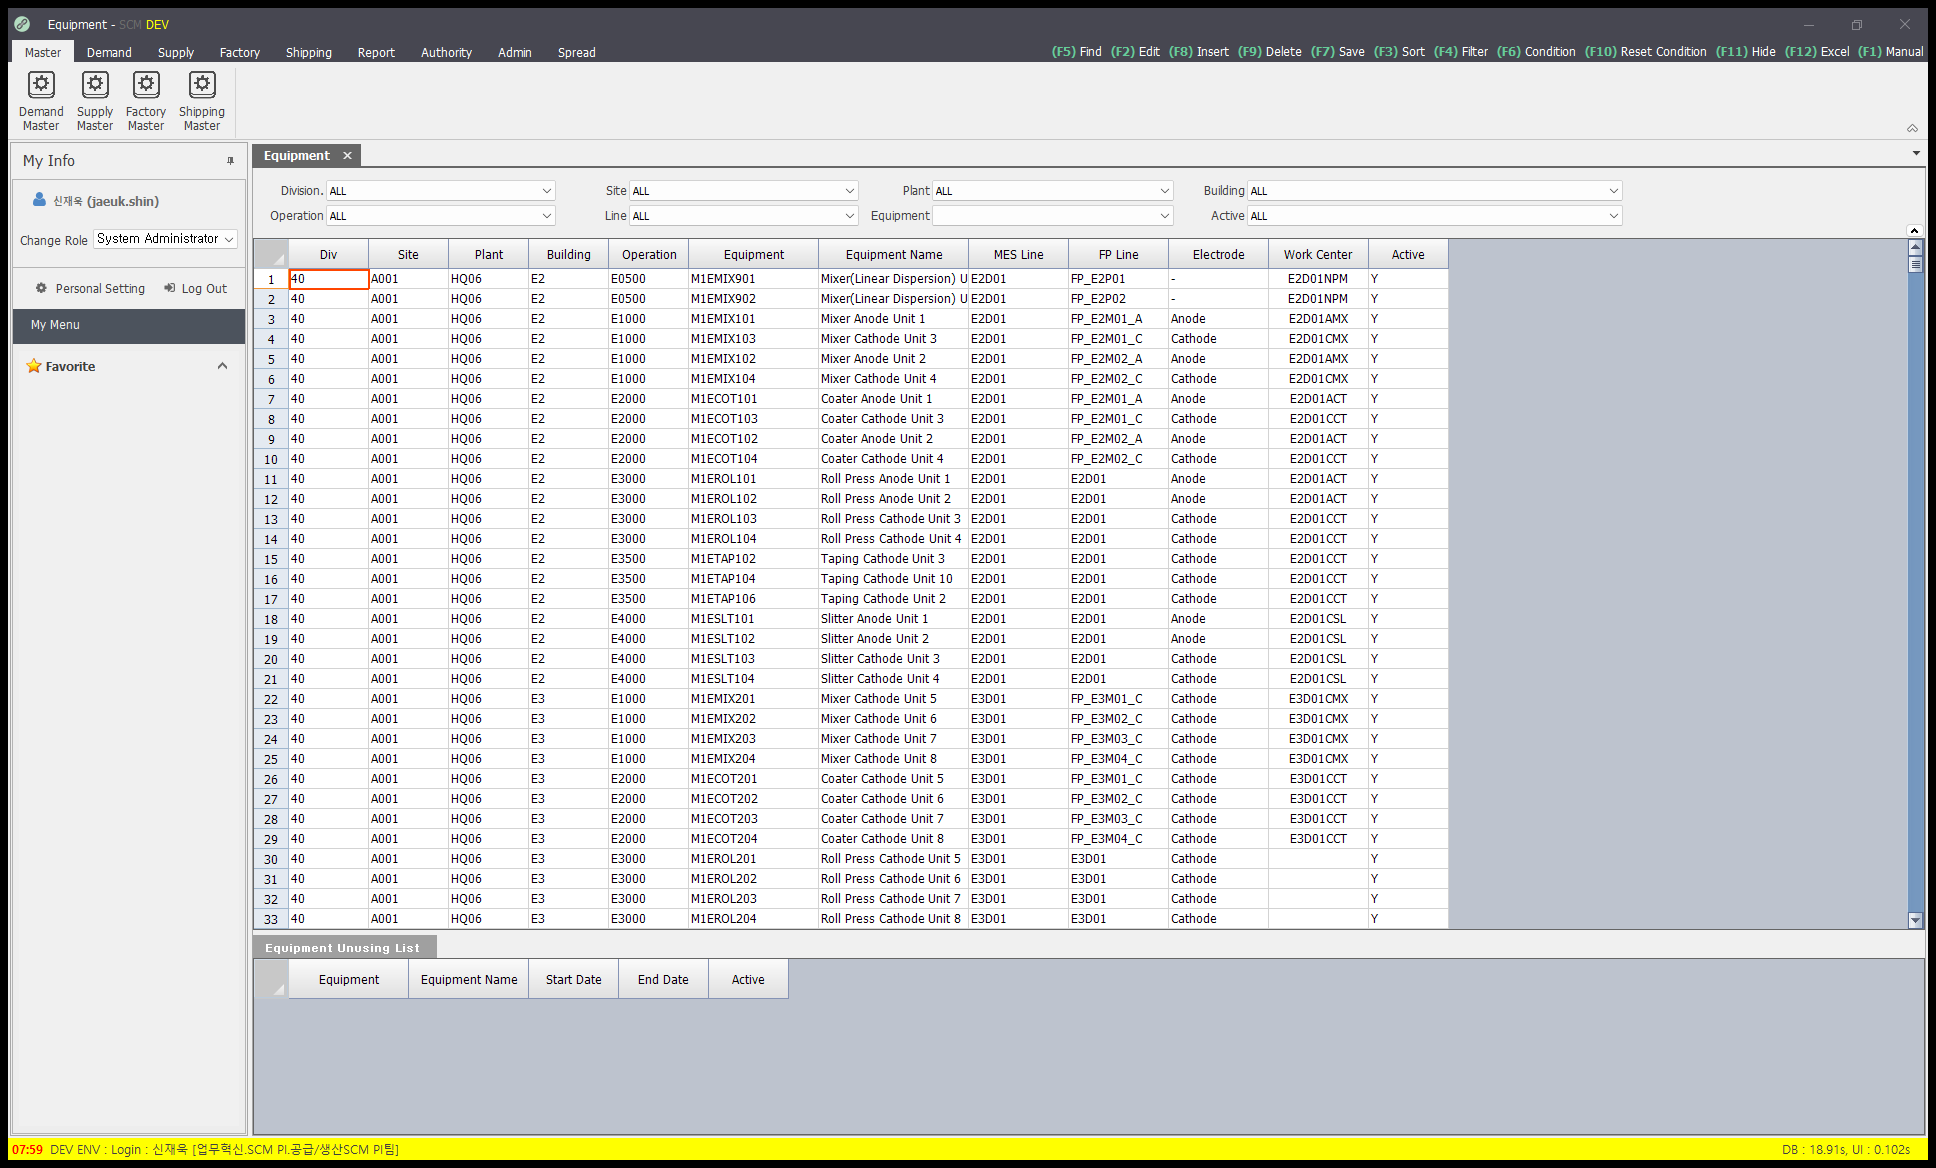 Equipment - SCM DEV
Master Demand Supply Factory Shipping Report Authority Admin Spread (F5) Find (F2) Edit (F8) Insert (F9) Delete (F7) Save (F3) Sort (F4) Filter (F6) Condition (F10) Reset Condition (F11) Hide (F12) Excel (F1) Manual
Demand Master Supply Master Factory Master Shipping Master
My Info
신재욱 (jaeuk.shin)
Change Role System Administrator
Personal Setting Log Out
My Menu
Favorite
Equipment
Division. ALL Site ALL Plant ALL Building ALL
Operation ALL Line ALL Equipment Active ALL
Div Site Plant Building Operation Equipment Equipment Name MES Line FP Line Electrode Work Center Active
1 40 A001 HQ06 E2 E0500 M1EMIX901 Mixer(Linear Dispersion) U E2D01 FP_E2P01 - E2D01NPM Y
2 40 A001 HQ06 E2 E0500 M1EMIX902 Mixer(Linear Dispersion) U E2D01 FP_E2P02 - E2D01NPM Y
3 40 A001 HQ06 E2 E1000 M1EMIX101 Mixer Anode Unit 1 E2D01 FP_E2M01_A Anode E2D01AMX Y
4 40 A001 HQ06 E2 E1000 M1EMIX103 Mixer Cathode Unit 3 E2D01 FP_E2M01_C Cathode E2D01CMX Y
5 40 A001 HQ06 E2 E1000 M1EMIX102 Mixer Anode Unit 2 E2D01 FP_E2M02_A Anode E2D01AMX Y
6 40 A001 HQ06 E2 E1000 M1EMIX104 Mixer Cathode Unit 4 E2D01 FP_E2M02_C Cathode E2D01CMX Y
7 40 A001 HQ06 E2 E2000 M1ECOT101 Coater Anode Unit 1 E2D01 FP_E2M01_A Anode E2D01ACT Y
8 40 A001 HQ06 E2 E2000 M1ECOT103 Coater Cathode Unit 3 E2D01 FP_E2M01_C Cathode E2D01CCT Y
9 40 A001 HQ06 E2 E2000 M1ECOT102 Coater Anode Unit 2 E2D01 FP_E2M02_A Anode E2D01ACT Y
10 40 A001 HQ06 E2 E2000 M1ECOT104 Coater Cathode Unit 4 E2D01 FP_E2M02_C Cathode E2D01CCT Y
11 40 A001 HQ06 E2 E3000 M1EROL101 Roll Press Anode Unit 1 E2D01 E2D01 Anode E2D01ACT Y
12 40 A001 HQ06 E2 E3000 M1EROL102 Roll Press Anode Unit 2 E2D01 E2D01 Anode E2D01ACT Y
13 40 A001 HQ06 E2 E3000 M1EROL103 Roll Press Cathode Unit 3 E2D01 E2D01 Cathode E2D01CCT Y
14 40 A001 HQ06 E2 E3000 M1EROL104 Roll Press Cathode Unit 4 E2D01 E2D01 Cathode E2D01CCT Y
15 40 A001 HQ06 E2 E3500 M1ETAP102 Taping Cathode Unit 3 E2D01 E2D01 Cathode E2D01CCT Y
16 40 A001 HQ06 E2 E3500 M1ETAP104 Taping Cathode Unit 10 E2D01 E2D01 Cathode E2D01CCT Y
17 40 A001 HQ06 E2 E3500 M1ETAP106 Taping Cathode Unit 2 E2D01 E2D01 Cathode E2D01CCT Y
18 40 A001 HQ06 E2 E4000 M1ESLT101 Slitter Anode Unit 1 E2D01 E2D01 Anode E2D01CSL Y
19 40 A001 HQ06 E2 E4000 M1ESLT102 Slitter Anode Unit 2 E2D01 E2D01 Anode E2D01CSL Y
20 40 A001 HQ06 E2 E4000 M1ESLT103 Slitter Cathode Unit 3 E2D01 E2D01 Cathode E2D01CSL Y
21 40 A001 HQ06 E2 E4000 M1ESLT104 Slitter Cathode Unit 4 E2D01 E2D01 Cathode E2D01CSL Y
22 40 A001 HQ06 E3 E1000 M1EMIX201 Mixer Cathode Unit 5 E3D01 FP_E3M01_C Cathode E3D01CMX Y
23 40 A001 HQ06 E3 E1000 M1EMIX202 Mixer Cathode Unit 6 E3D01 FP_E3M02_C Cathode E3D01CMX Y
24 40 A001 HQ06 E3 E1000 M1EMIX203 Mixer Cathode Unit 7 E3D01 FP_E3M03_C Cathode E3D01CMX Y
25 40 A001 HQ06 E3 E1000 M1EMIX204 Mixer Cathode Unit 8 E3D01 FP_E3M04_C Cathode E3D01CMX Y
26 40 A001 HQ06 E3 E2000 M1ECOT201 Coater Cathode Unit 5 E3D01 FP_E3M01_C Cathode E3D01CCT Y
27 40 A001 HQ06 E3 E2000 M1ECOT202 Coater Cathode Unit 6 E3D01 FP_E3M02_C Cathode E3D01CCT Y
28 40 A001 HQ06 E3 E2000 M1ECOT203 Coater Cathode Unit 7 E3D01 FP_E3M03_C Cathode E3D01CCT Y
29 40 A001 HQ06 E3 E2000 M1ECOT204 Coater Cathode Unit 8 E3D01 FP_E3M04_C Cathode E3D01CCT Y
30 40 A001 HQ06 E3 E3000 M1EROL201 Roll Press Cathode Unit 5 E3D01 E3D01 Cathode Y
31 40 A001 HQ06 E3 E3000 M1EROL202 Roll Press Cathode Unit 6 E3D01 E3D01 Cathode Y
32 40 A001 HQ06 E3 E3000 M1EROL203 Roll Press Cathode Unit 7 E3D01 E3D01 Cathode Y
33 40 A001 HQ06 E3 E3000 M1EROL204 Roll Press Cathode Unit 8 E3D01 E3D01 Cathode Y
Equipment Unusing List
Equipment Equipment Name Start Date End Date Active
07:59 DEV ENV : Login : 신재욱 [업무혁신.SCM PI.공급/생산SCM PI팀] DB : 18.91s, UI : 0.102s